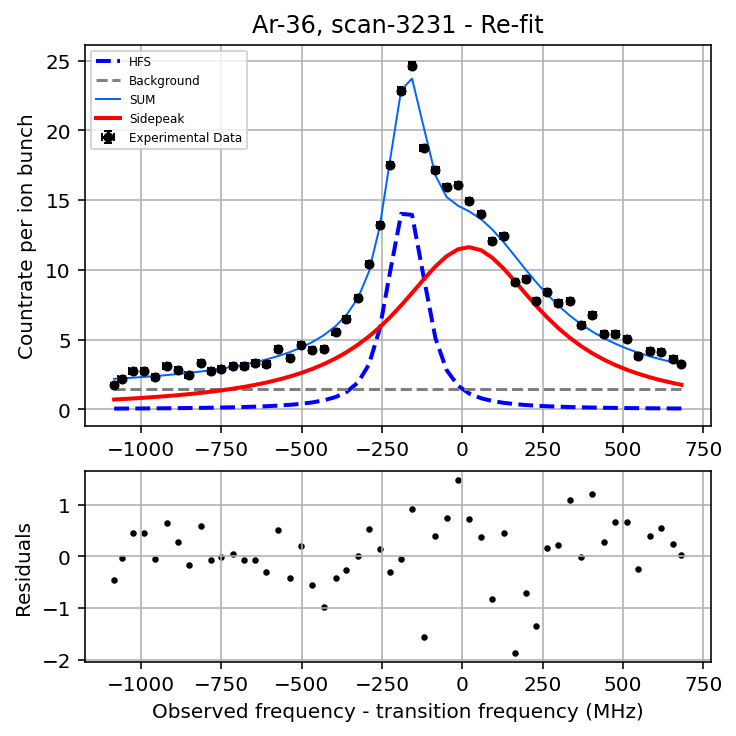 Ar-36, scan-3231 - Re-fit
HFS
Background
SUM
Sidepeak
Experimental Data
Countrate per ion bunch
25
20
15
10
5
0
−1000 −750 −500 −250 0 250 500 750
Residuals
1
0
−1
−2
−1000 −750 −500 −250 0 250 500 750
Observed frequency - transition frequency (MHz)